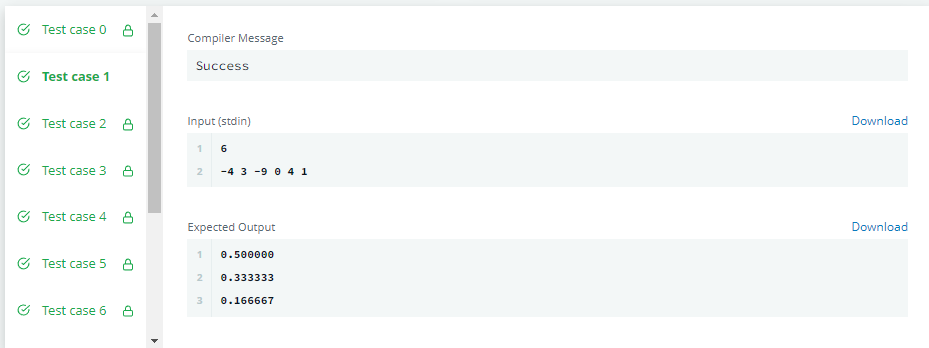 Test case 0
Test case 1
Test case 2
Test case 3
Test case 4
Test case 5
Test case 6
Compiler Message
Success
Input (stdin)
Download
1 6
2 -4 3 -9 0 4 1
Expected Output
Download
1 0.500000
2 0.333333
3 0.166667